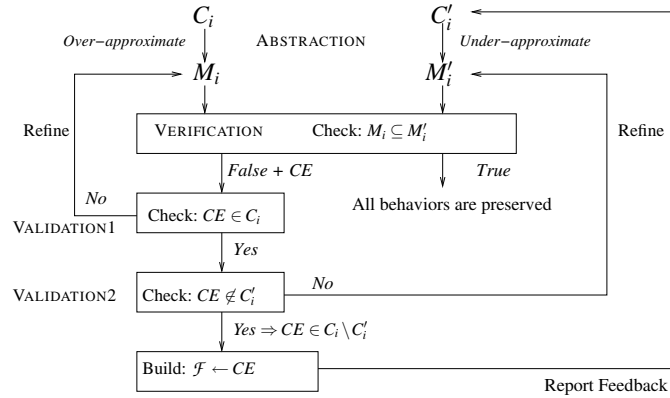 C_i C'_i
Over−approximate ABSTRACTION Under−approximate
M_i M'_i
Refine VERIFICATION Check: M_i ⊆ M'_i Refine
False + CE True
No All behaviors are preserved
Check: CE ∈ C_i
VALIDATION1
Yes
VALIDATION2 No
Check: CE ∉ C'_i
Yes ⇒ CE ∈ C_i \ C'_i
Build: ℱ ← CE
Report Feedback